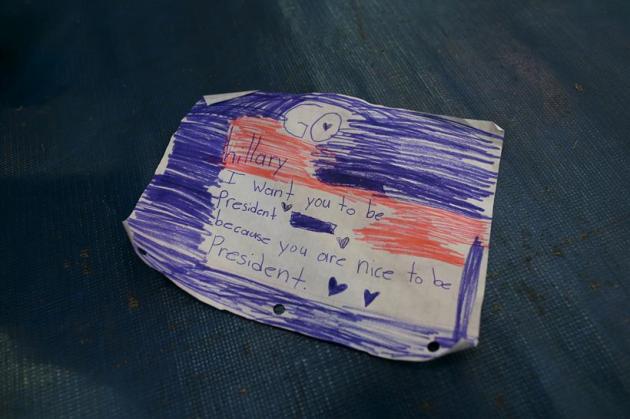 GO
hillary
I want you to be
President
because you are nice to be
President.